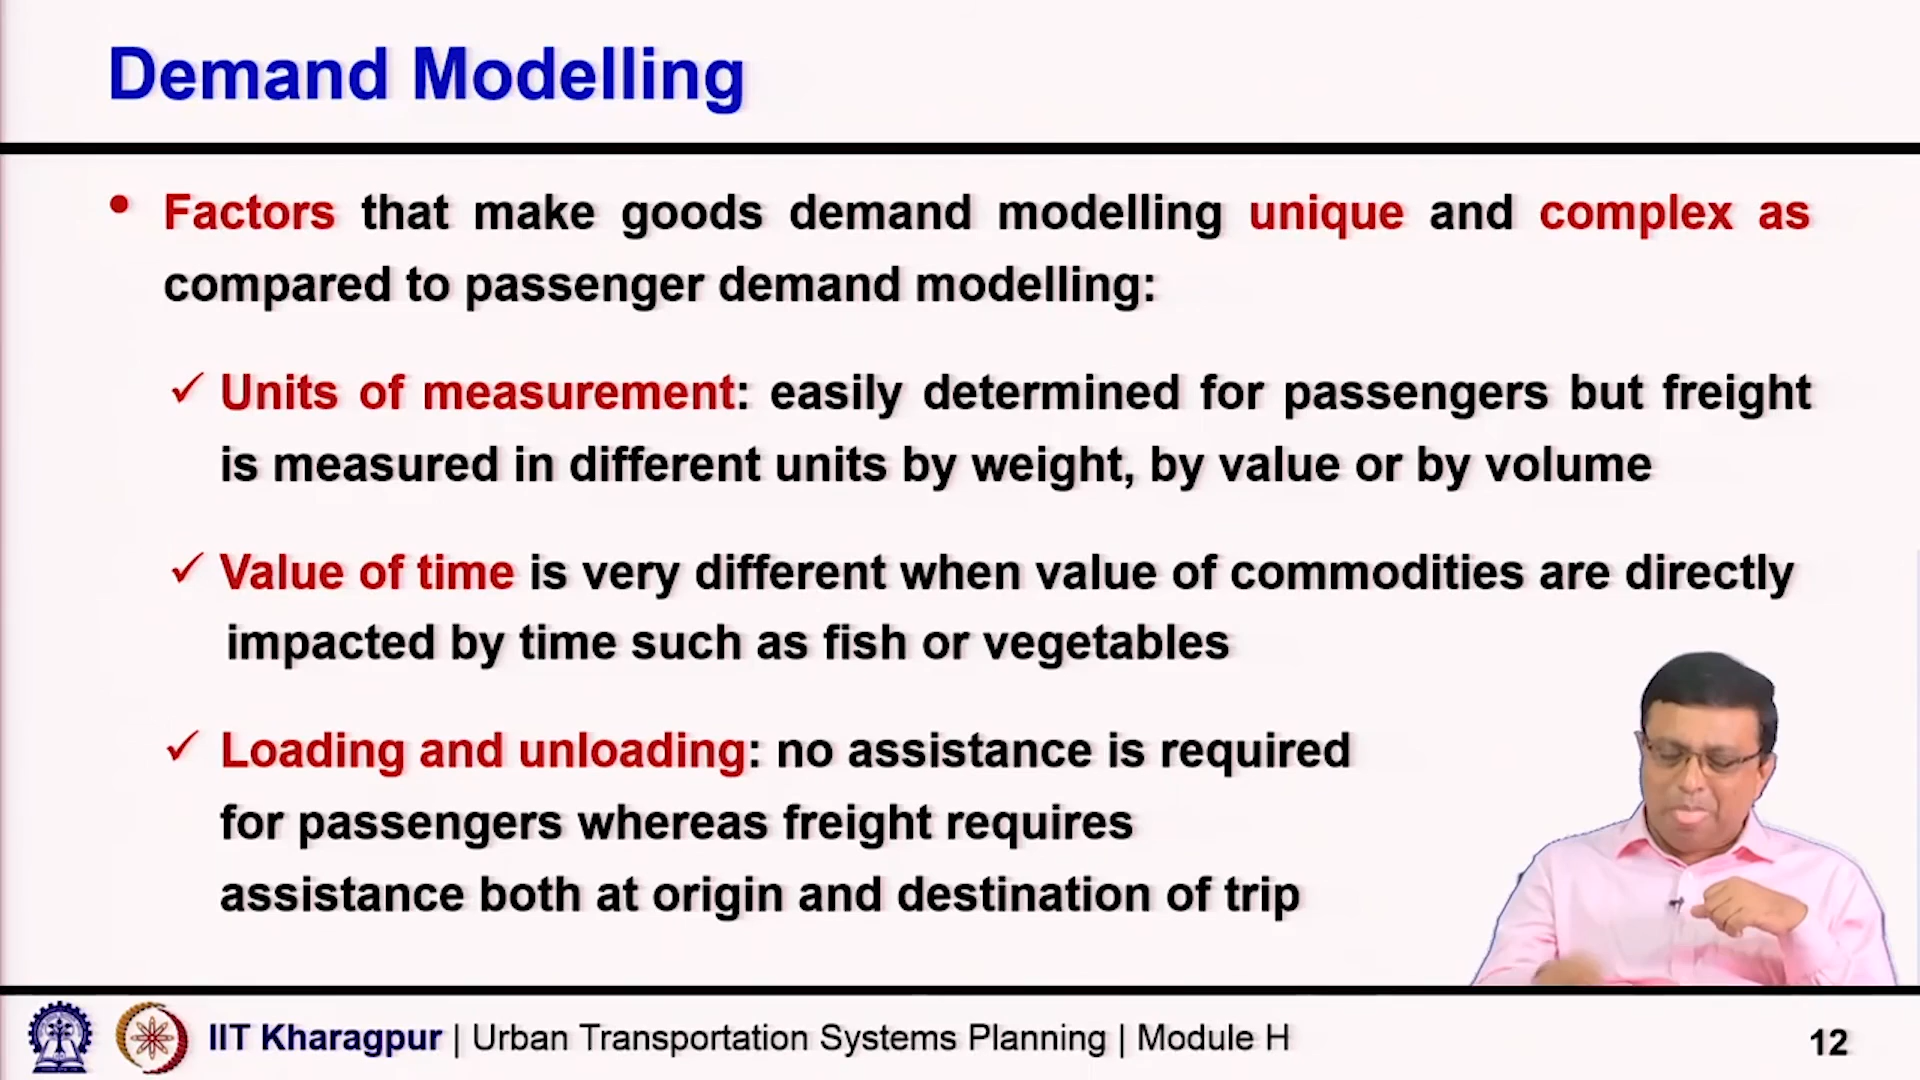 Demand Modelling
• Factors that make goods demand modelling unique and complex as
compared to passenger demand modelling:
✓ Units of measurement: easily determined for passengers but freight
is measured in different units by weight, by value or by volume
✓ Value of time is very different when value of commodities are directly
impacted by time such as fish or vegetables
✓ Loading and unloading: no assistance is required
for passengers whereas freight requires
assistance both at origin and destination of trip
IIT Kharagpur | Urban Transportation Systems Planning | Module H
12